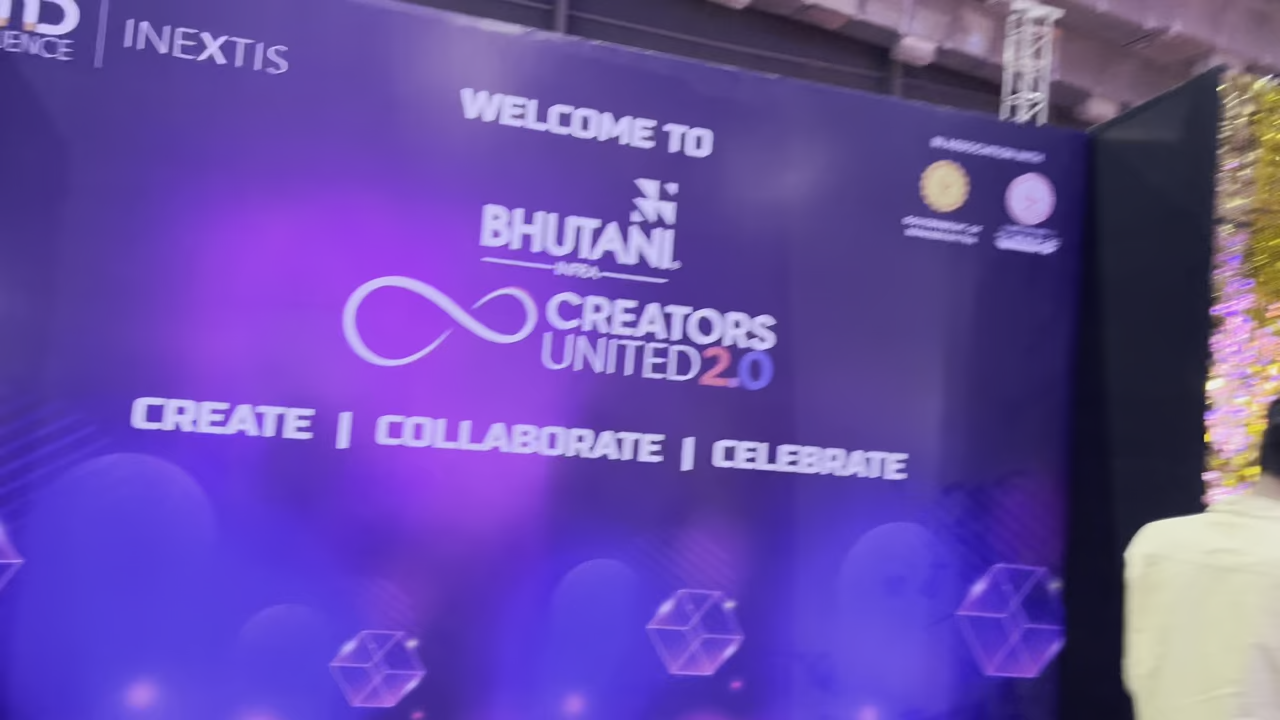 INEXTIS
WELCOME TO
BHUTANI
INFRA
CREATORS
UNITED2.0
CREATE | COLLABORATE | CELEBRATE